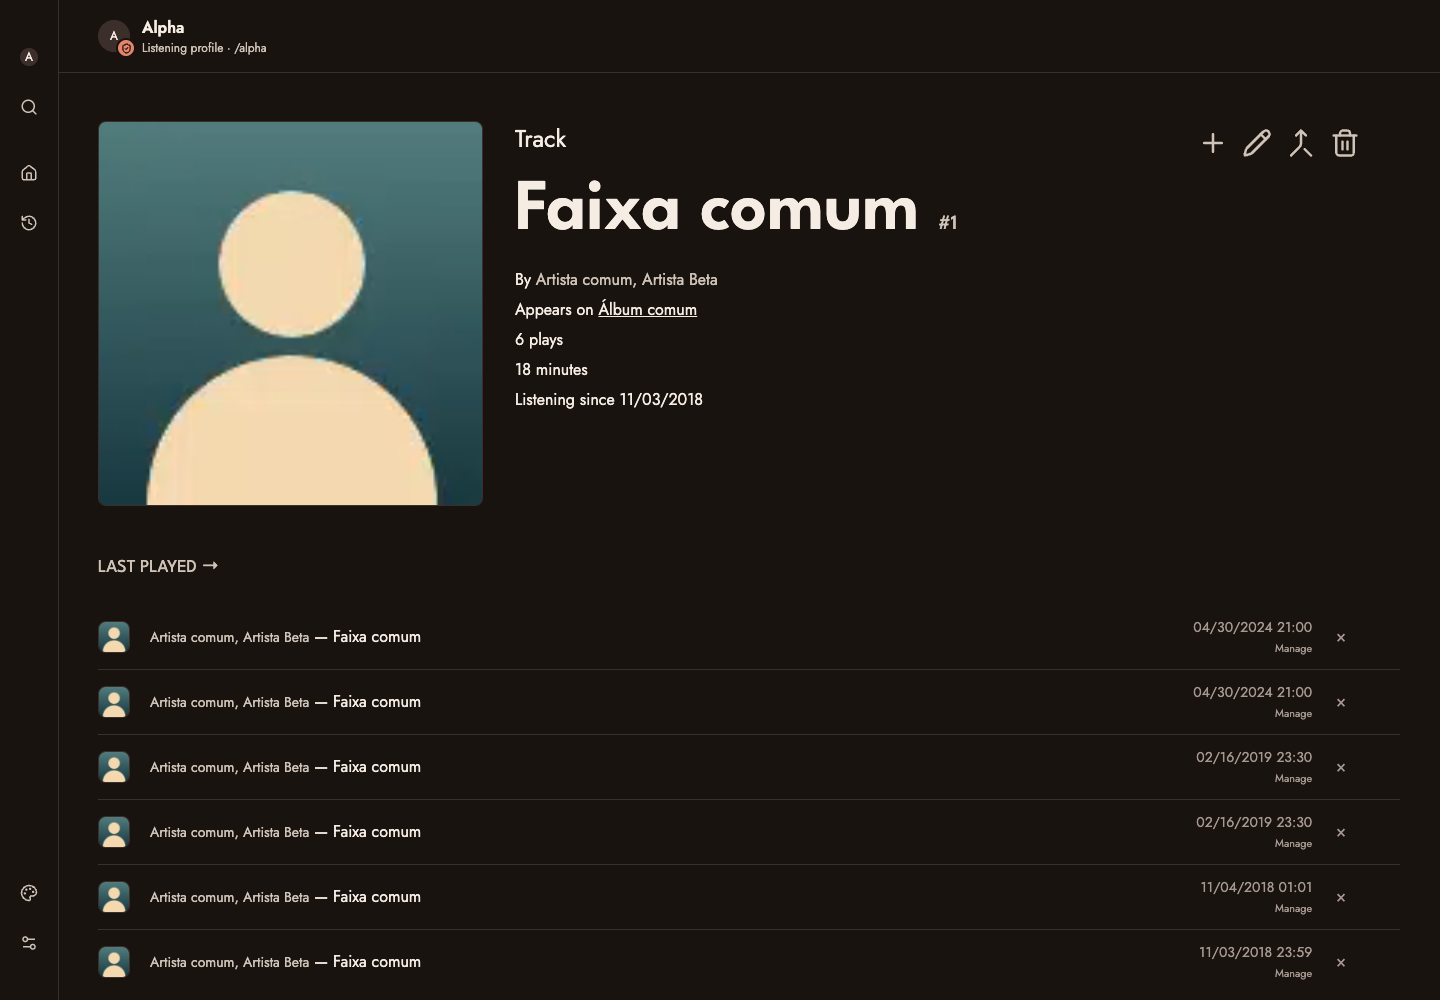 A
Alpha
Listening profile · /alpha
A
Track
Faixa comum #1
By Artista comum, Artista Beta
Appears on Álbum comum
6 plays
18 minutes
Listening since 11/03/2018
LAST PLAYED →
Artista comum, Artista Beta — Faixa comum
04/30/2024 21:00
Manage
Artista comum, Artista Beta — Faixa comum
04/30/2024 21:00
Manage
Artista comum, Artista Beta — Faixa comum
02/16/2019 23:30
Manage
Artista comum, Artista Beta — Faixa comum
02/16/2019 23:30
Manage
Artista comum, Artista Beta — Faixa comum
11/04/2018 01:01
Manage
Artista comum, Artista Beta — Faixa comum
11/03/2018 23:59
Manage